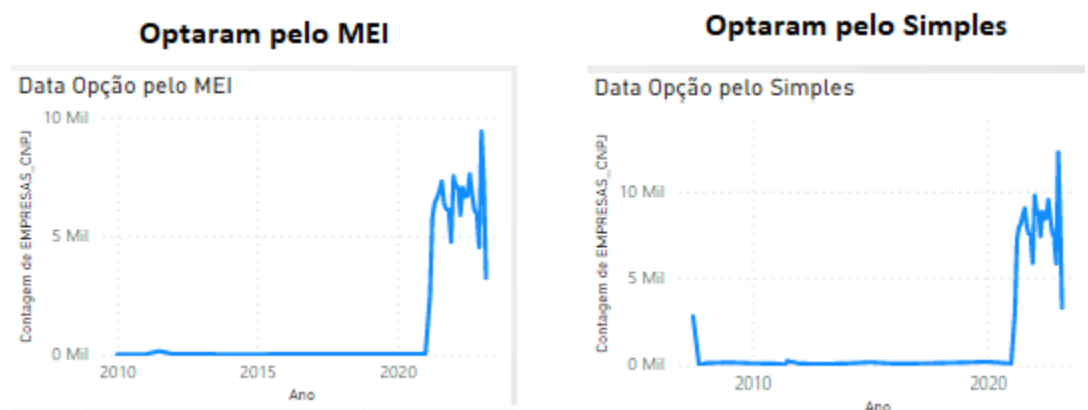 Optaram pelo MEI
Data Opção pelo MEI
10 Mil
5 Mil
0 Mil
Contagem de EMPRESAS_CNPJ
2010
2015
2020
Ano
Optaram pelo Simples
Data Opção pelo Simples
10 Mil
5 Mil
0 Mil
Contagem de EMPRESAS_CNPJ
2010
2020
Ano